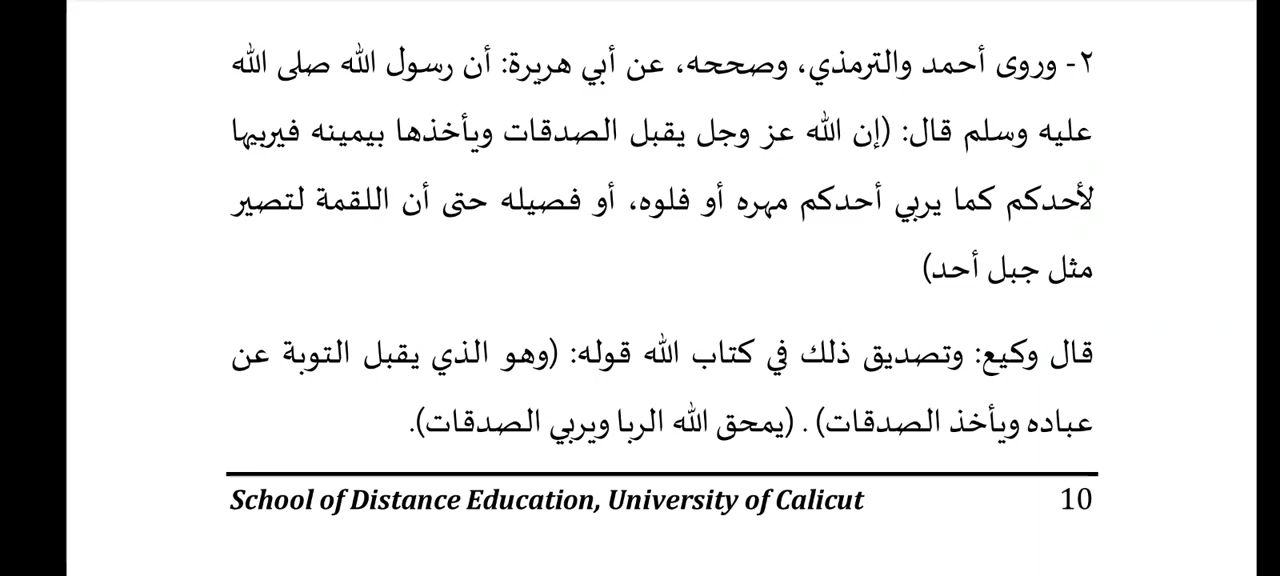 ٢- وروى أحمد والترمذي، وصححه، عن أبي هريرة: أن رسول الله صلى الله
عليه وسلم قال: (إن الله عز وجل يقبل الصدقات ويأخذها بيمينه فيربيها
لأحدكم كما يربي أحدكم مهره أو فلوه، أو فصيله حتى أن اللقمة لتصير
مثل جبل أحد)
قال وكيع: وتصديق ذلك في كتاب الله قوله: (وهو الذي يقبل التوبة عن
عباده ويأخذ الصدقات) . (يمحق الله الربا ويربي الصدقات).
School of Distance Education, University of Calicut 10